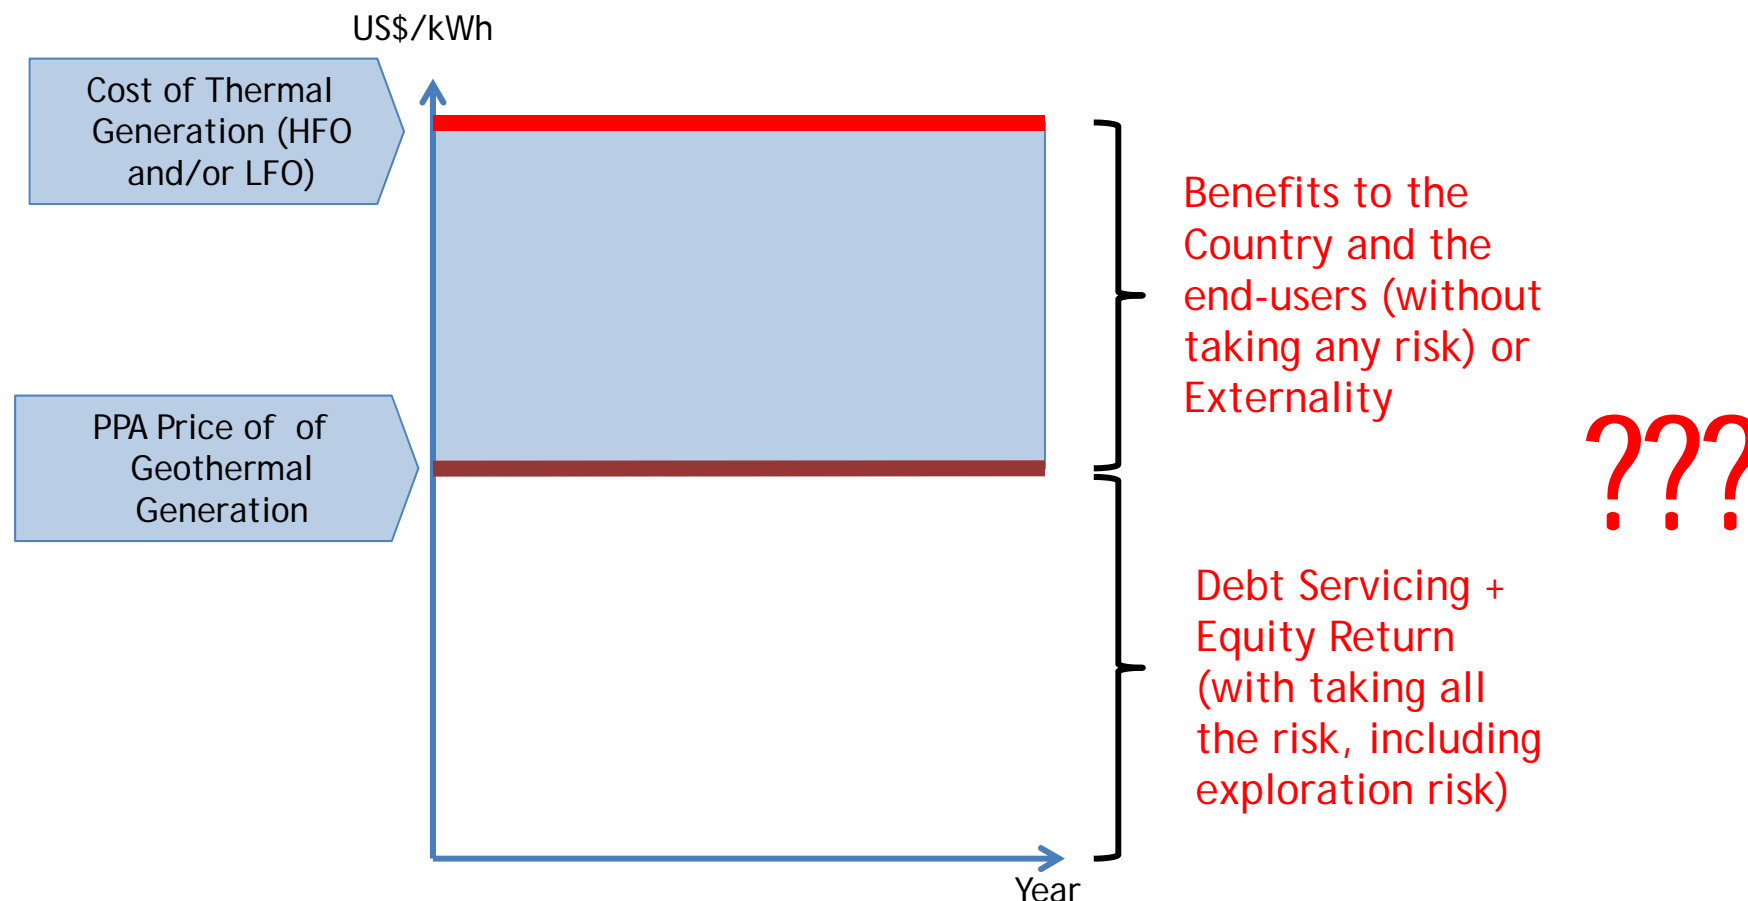 US$/kWh
Cost of Thermal
Generation (HFO
and/or LFO)
PPA Price of of
Geothermal
Generation
Benefits to the
Country and the
end-users (without
taking any risk) or
Externality
???
Debt Servicing +
Equity Return
(with taking all
the risk, including
exploration risk)
Year